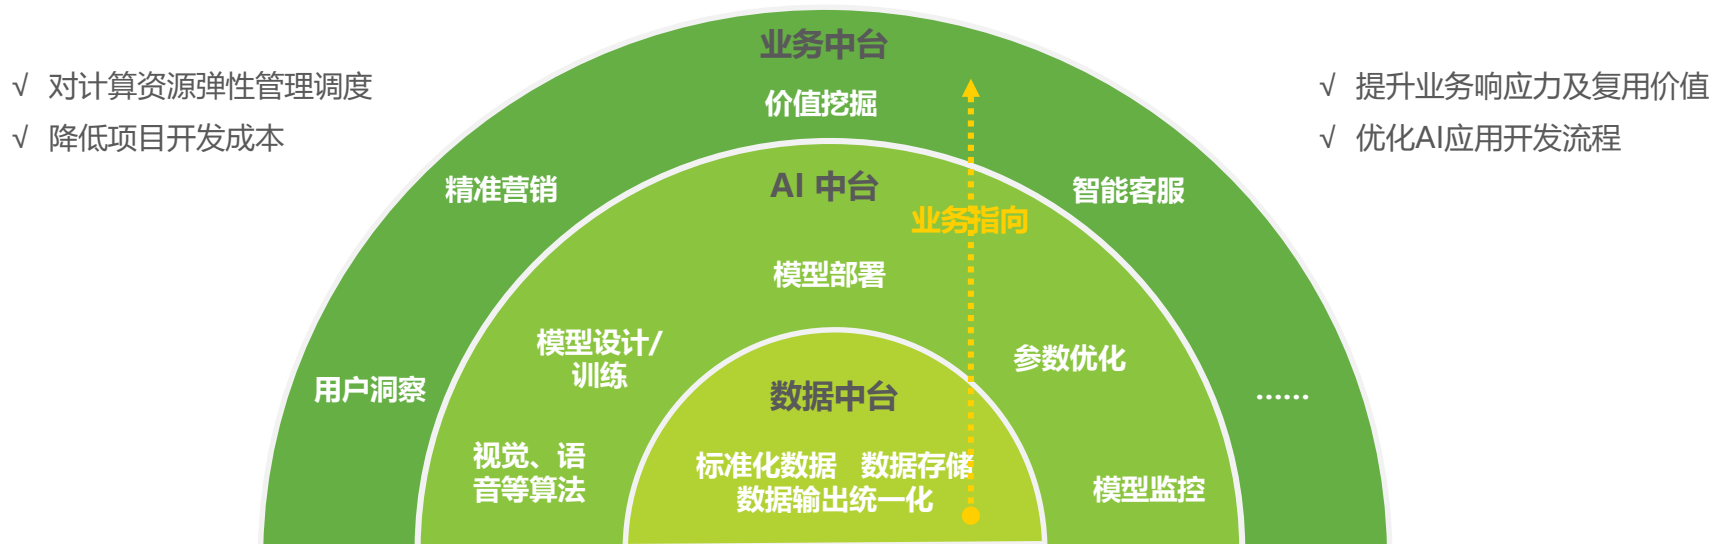 业务中台
√ 对计算资源弹性管理调度
√ 提升业务响应力及复用价值
价值挖掘
√ 降低项目开发成本
√ 优化AI应用开发流程
精准营销
AI 中台
智能客服
业务指向
模型部署
模型设计/
训练
参数优化
用户洞察
数据中台
......
视觉、语
音等算法
标准化数据 数据存储
数据输出统一化
模型监控